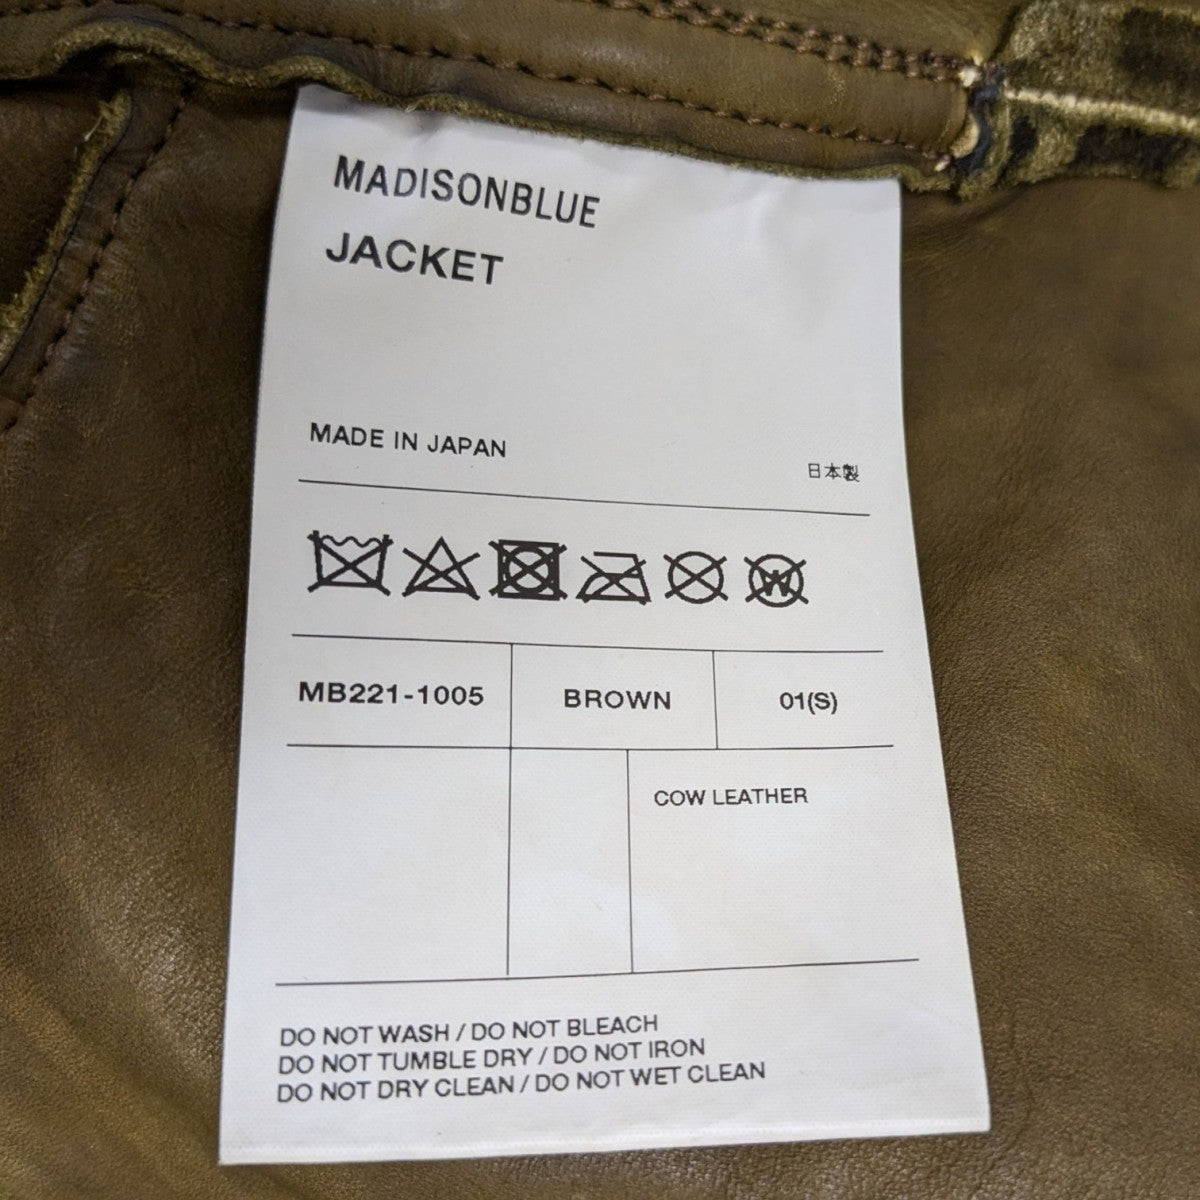 MADISONBLUE
JACKET
MADE IN JAPAN
日本製
MB221-1005 BROWN 01(S)
COW LEATHER
DO NOT WASH / DO NOT BLEACH
DO NOT TUMBLE DRY / DO NOT IRON
DO NOT DRY CLEAN / DO NOT WET CLEAN